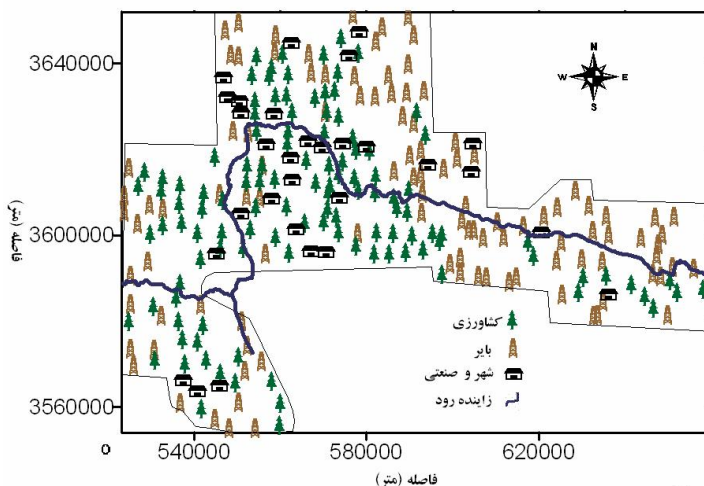 3640000
N
W E
S
3600000
فاصله (متر)
کشاورزی
بایر
شهر و صنعتی
زاینده رود
3560000
0
540000 580000 620000
فاصله (متر)